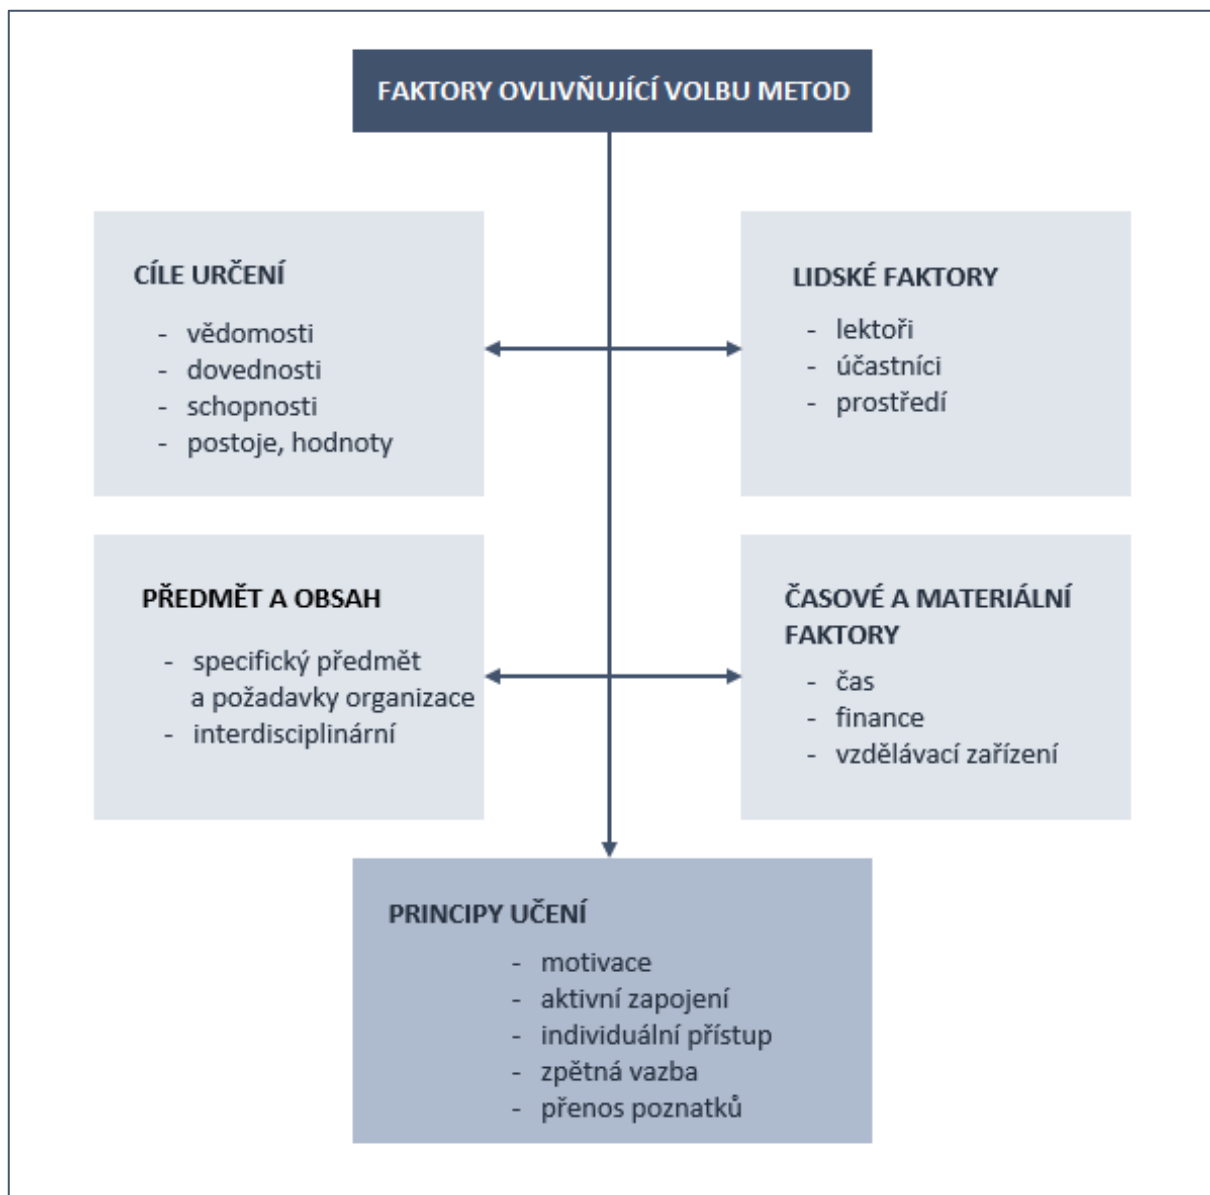 FAKTORY OVLIVŇUJÍCÍ VOLBU METOD
CÍLE URČENÍ
- vědomosti
- dovednosti
- schopnosti
- postoje, hodnoty
LIDSKÉ FAKTORY
- lektoři
- účastníci
- prostředí
PŘEDMĚT A OBSAH
- specifický předmět
a požadavky organizace
- interdisciplinární
ČASOVÉ A MATERIÁLNÍ
FAKTORY
- čas
- finance
- vzdělávací zařízení
PRINCIPY UČENÍ
- motivace
- aktivní zapojení
- individuální přístup
- zpětná vazba
- přenos poznatků